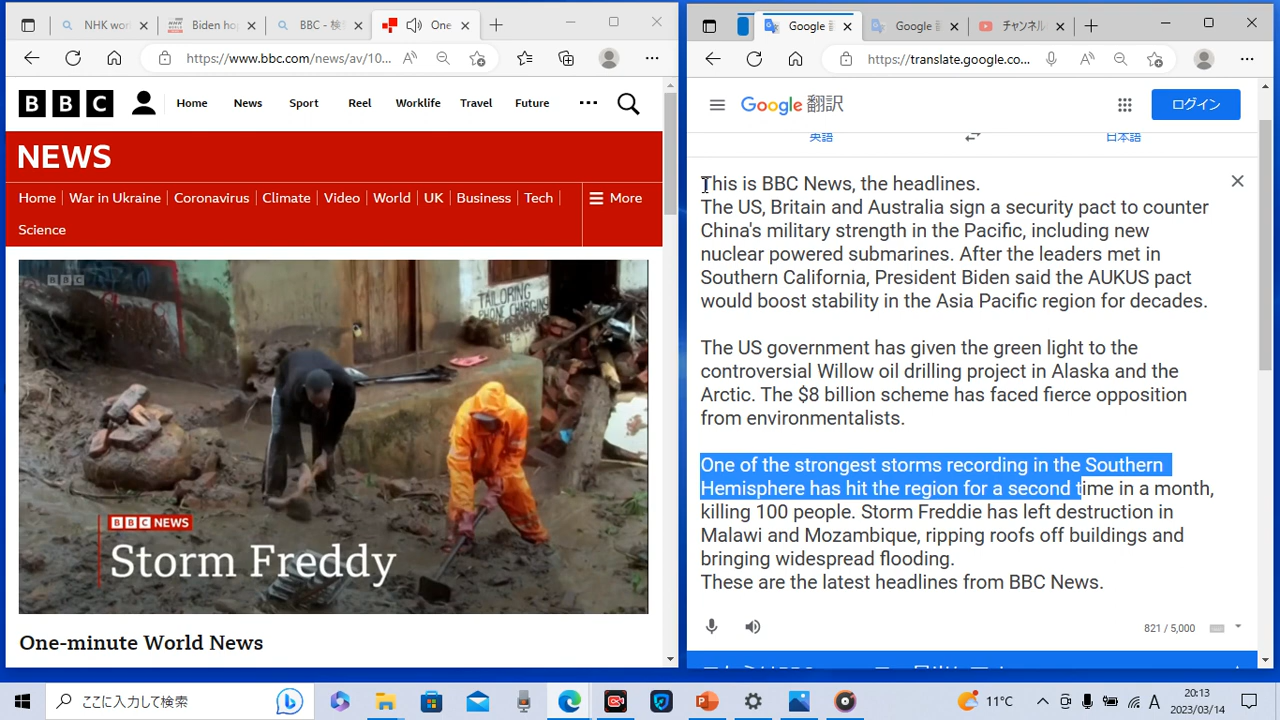 NHK wor
Biden ho
BBC - 検
One
https://www.bbc.com/news/av/10...
BBC
Home
News
Sport
Reel
Worklife
Travel
Future
NEWS
Home
War in Ukraine
Coronavirus
Climate
Video
World
UK
Business
Tech
More
Science
BBC NEWS
TAILORING
PHONE CHARGING
BBC NEWS
Storm Freddy
One-minute World News
Google
Google
チャンネル
https://translate.google.co...
Google 翻訳
ログイン
英語
日本語
This is BBC News, the headlines.
The US, Britain and Australia sign a security pact to counter
China's military strength in the Pacific, including new
nuclear powered submarines. After the leaders met in
Southern California, President Biden said the AUKUS pact
would boost stability in the Asia Pacific region for decades.
The US government has given the green light to the
controversial Willow oil drilling project in Alaska and the
Arctic. The $8 billion scheme has faced fierce opposition
from environmentalists.
One of the strongest storms recording in the Southern
Hemisphere has hit the region for a second time in a month,
killing 100 people. Storm Freddie has left destruction in
Malawi and Mozambique, ripping roofs off buildings and
bringing widespread flooding.
These are the latest headlines from BBC News.
821 / 5,000
ここに入力して検索
11°C
A
20:13
2023/03/14